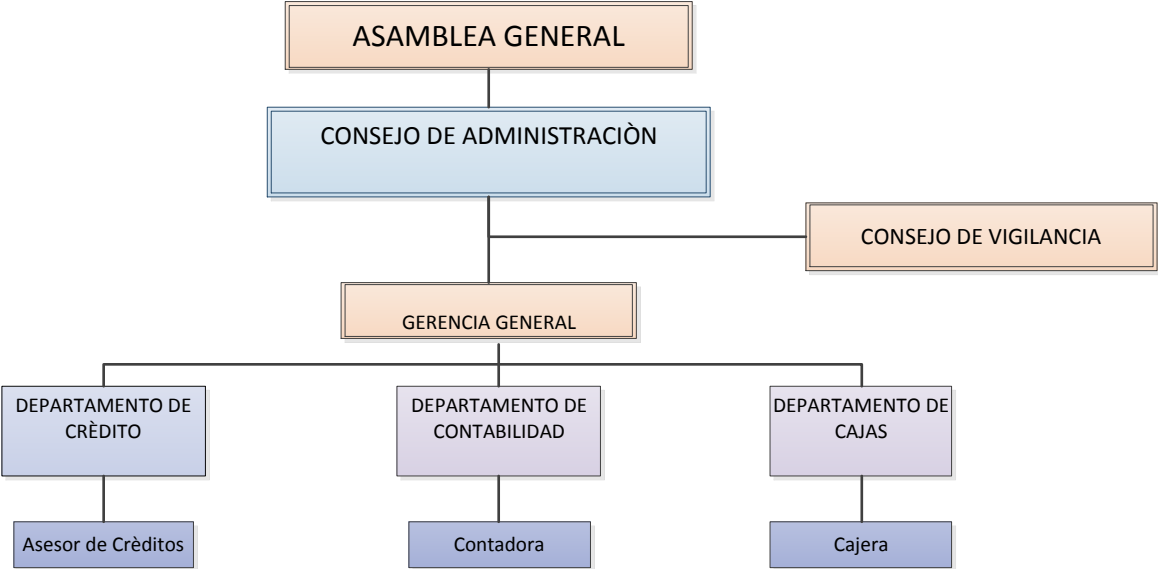 ASAMBLEA GENERAL
CONSEJO DE ADMINISTRACIÒN
CONSEJO DE VIGILANCIA
GERENCIA GENERAL
DEPARTAMENTO DE
CRÈDITO
DEPARTAMENTO DE
CONTABILIDAD
DEPARTAMENTO DE
CAJAS
Asesor de Crèditos
Contadora
Cajera